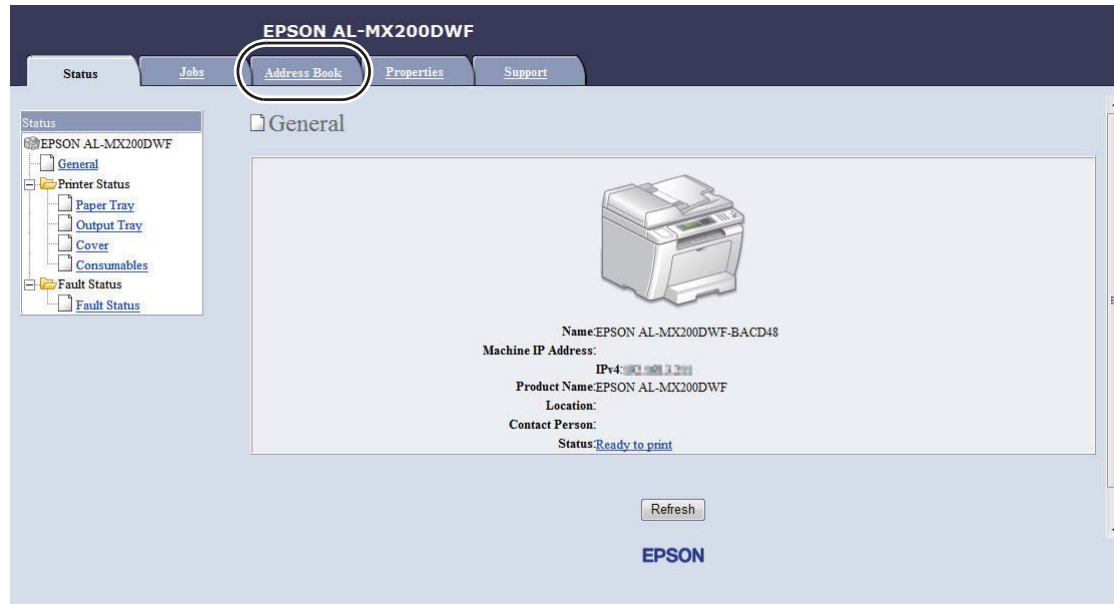 EPSON AL-MX200DWF
Status Jobs Address Book Properties Support
Status
EPSON AL-MX200DWF
General
Printer Status
Paper Tray
Output Tray
Cover
Consumables
Fault Status
Fault Status
General
Name:EPSON AL-MX200DWF-BACD48
Machine IP Address:
IPv4:
Product Name:EPSON AL-MX200DWF
Location:
Contact Person:
Status:Ready to print
Refresh
EPSON